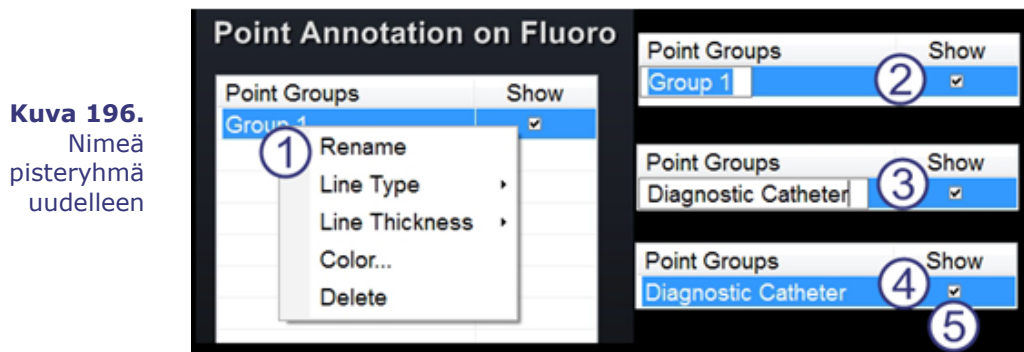 Kuva 196.
Nimeä
pisteryhmä
uudelleen
Point Annotation on Fluoro
Point Groups Show
Group 1
1
Rename
Line Type
Line Thickness
Color...
Delete
Point Groups Show
Group 1 2
Point Groups Show
Diagnostic Catheter 3
Point Groups Show
Diagnostic Catheter 4
5